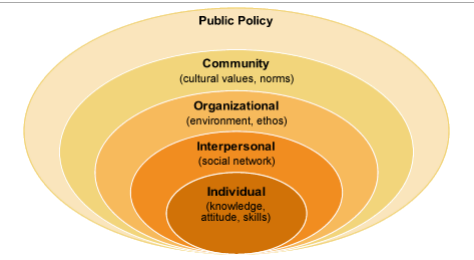 Public Policy
Community
(cultural values, norms)
Organizational
(environment, ethos)
Interpersonal
(social network)
Individual
(knowledge,
attitude, skills)